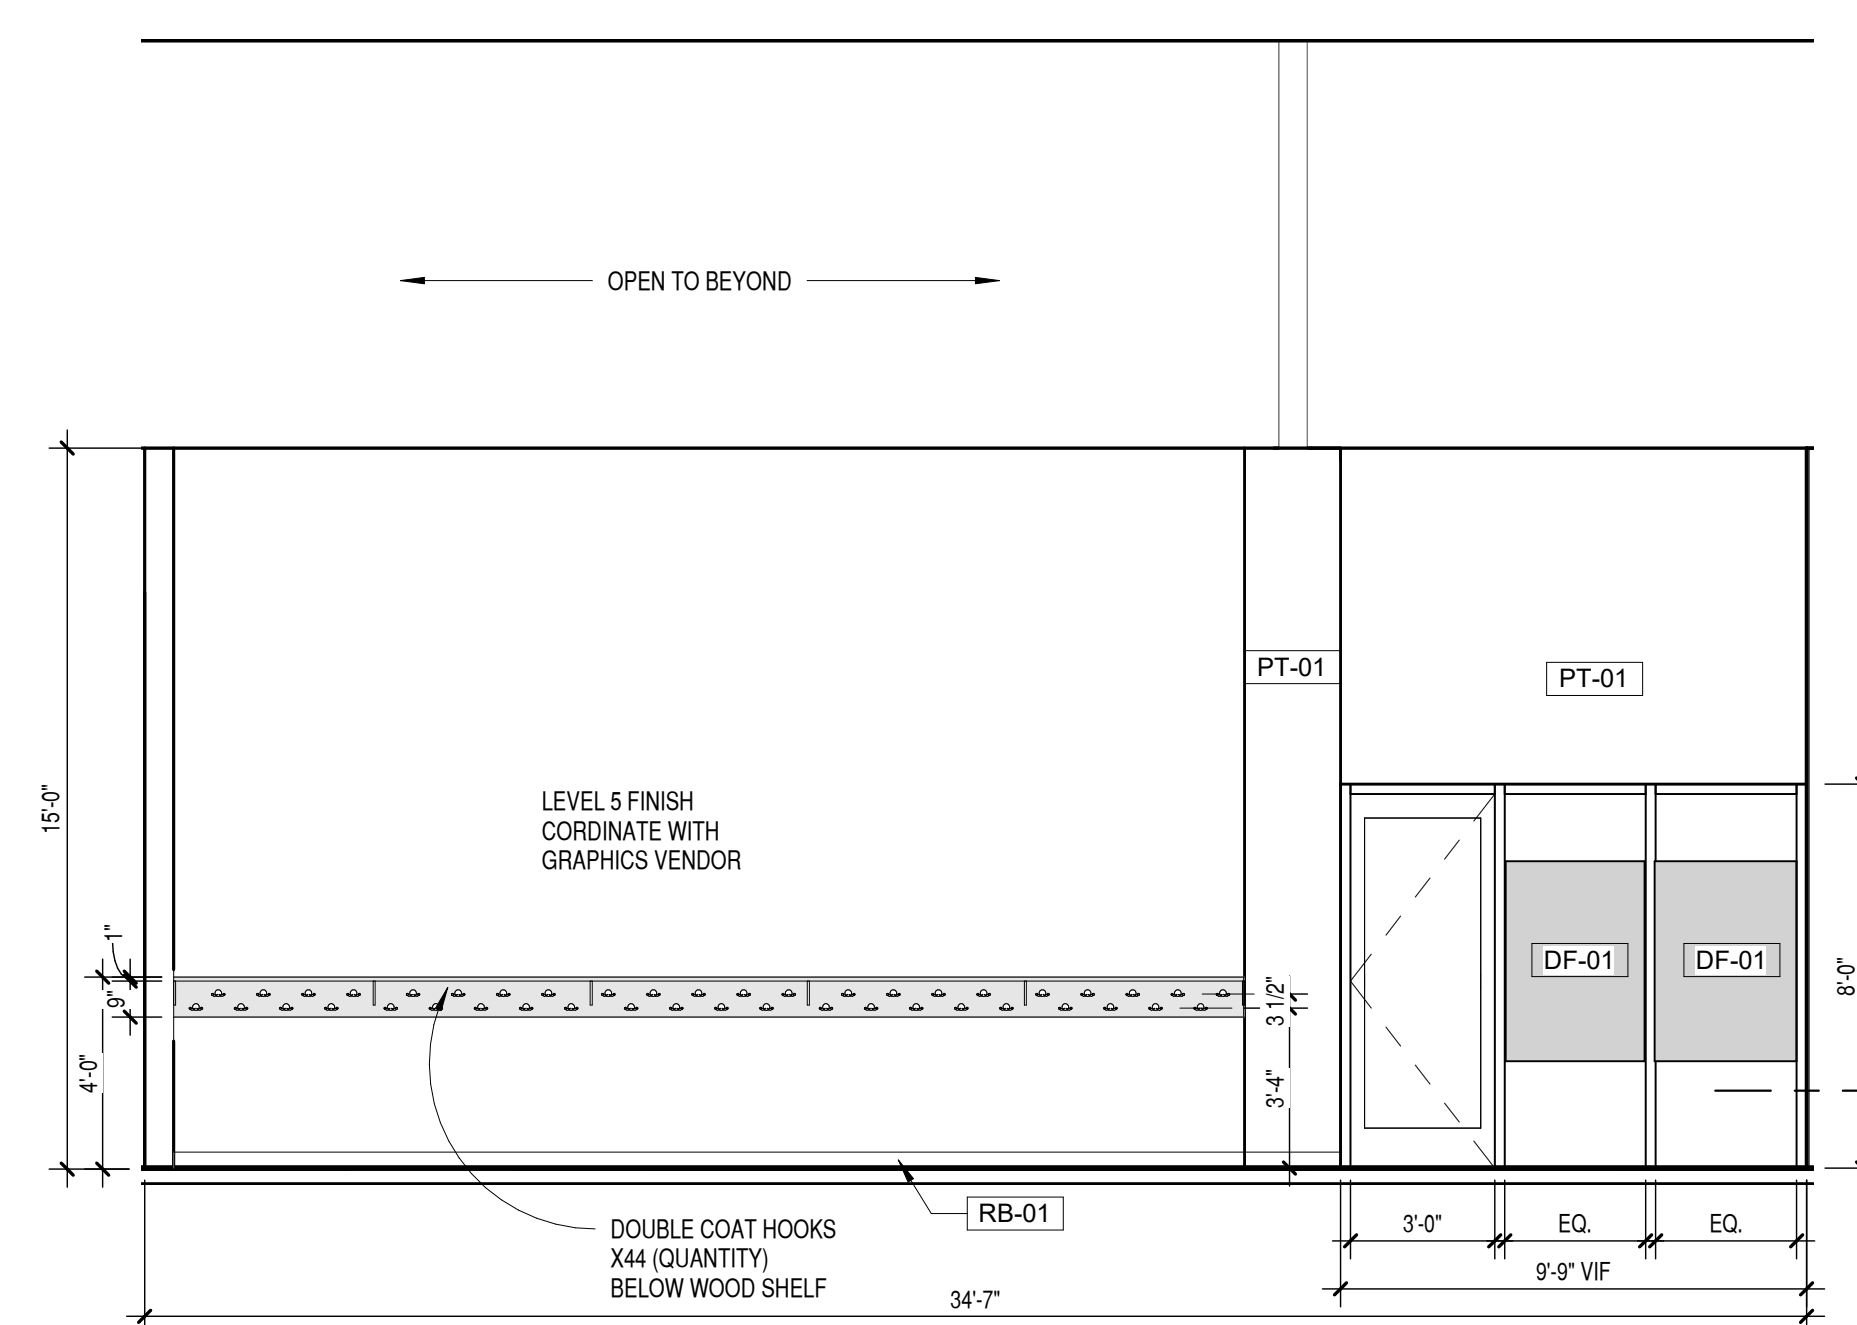 OPEN TO BEYOND
PT-01
PT-01
15'-0"
LEVEL 5 FINISH
CORDINATE WITH
GRAPHICS VENDOR
1"
9"
4'-0"
3 1/2"
3'-4"
DF-01
DF-01
8'-0"
RB-01
DOUBLE COAT HOOKS
X44 (QUANTITY)
BELOW WOOD SHELF
3'-0"
EQ.
EQ.
9'-9" VIF
34'-7"